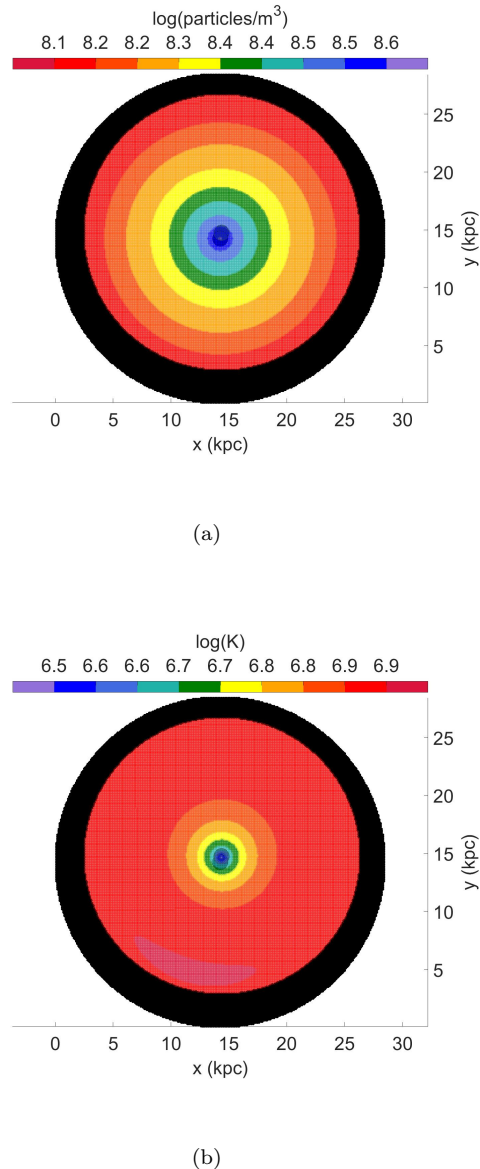 log(particles/m³)
8.1 8.2 8.2 8.3 8.4 8.4 8.5 8.5 8.6
25
20
15
10
5
y (kpc)
0 5 10 15 20 25 30
x (kpc)
(a)
log(K)
6.5 6.6 6.6 6.7 6.7 6.8 6.8 6.9 6.9
25
20
15
10
5
y (kpc)
0 5 10 15 20 25 30
x (kpc)
(b)